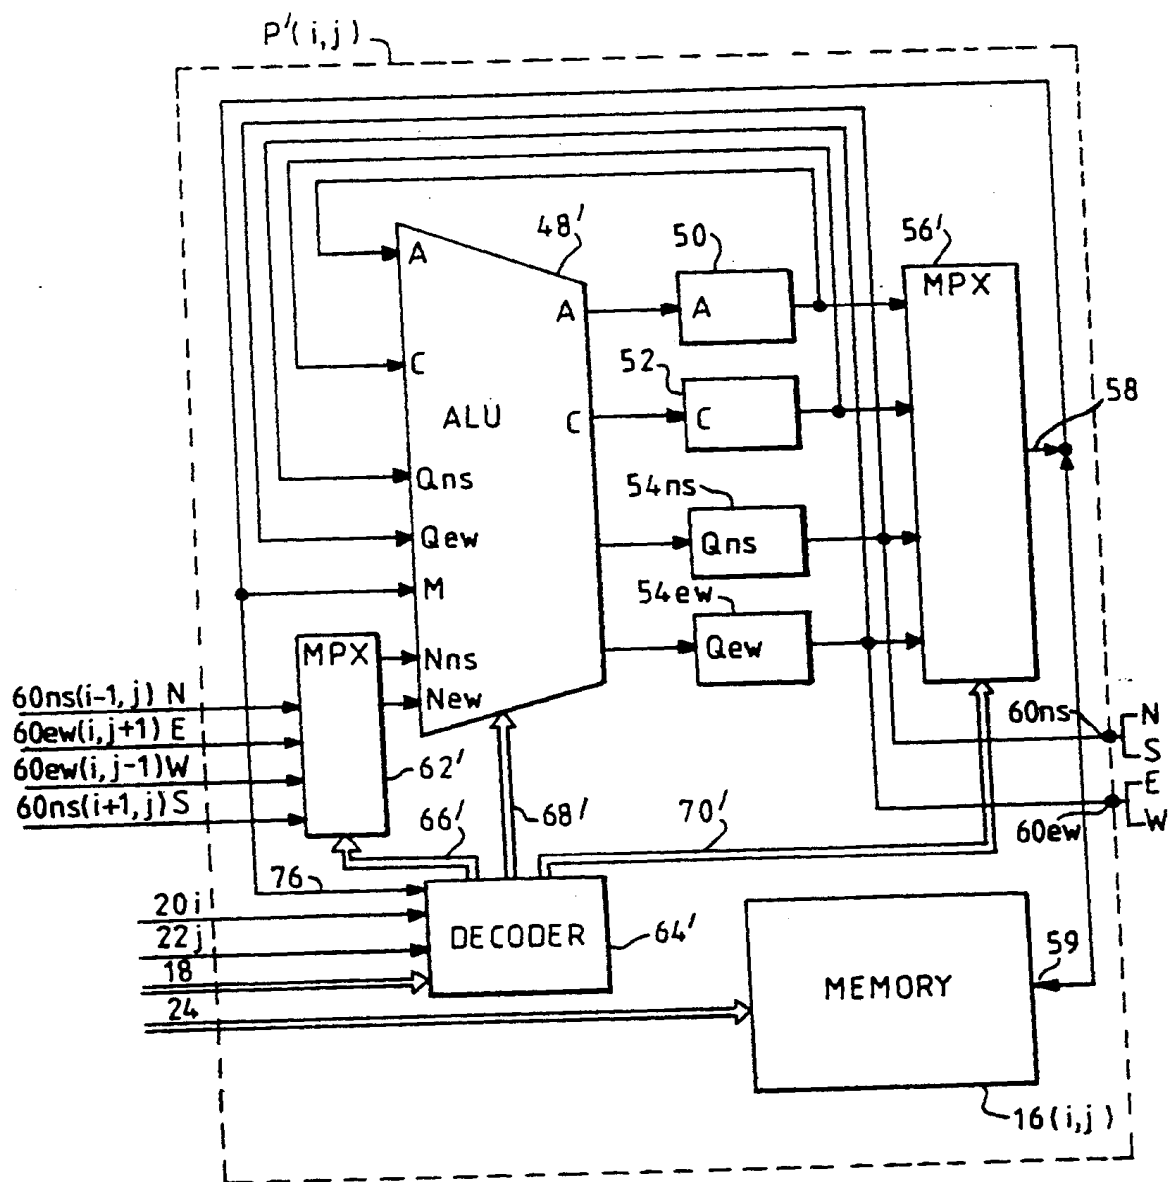 P'(i,j)
48'
50
56'
A
A
A
MPX
52
C
C
C
ALU
58
Qns
54ns
Qns
Qew
54ew
M
Qew
MPX
Nns
New
60ns(i-1,j) N
60ew(i,j+1) E
60ew(i,j-1) W
60ns(i+1,j) S
62'
60ns
N
S
E
W
60ew
66'
68'
70'
76
20i
22j
18
24
DECODER
64'
59
MEMORY
16(i,j)